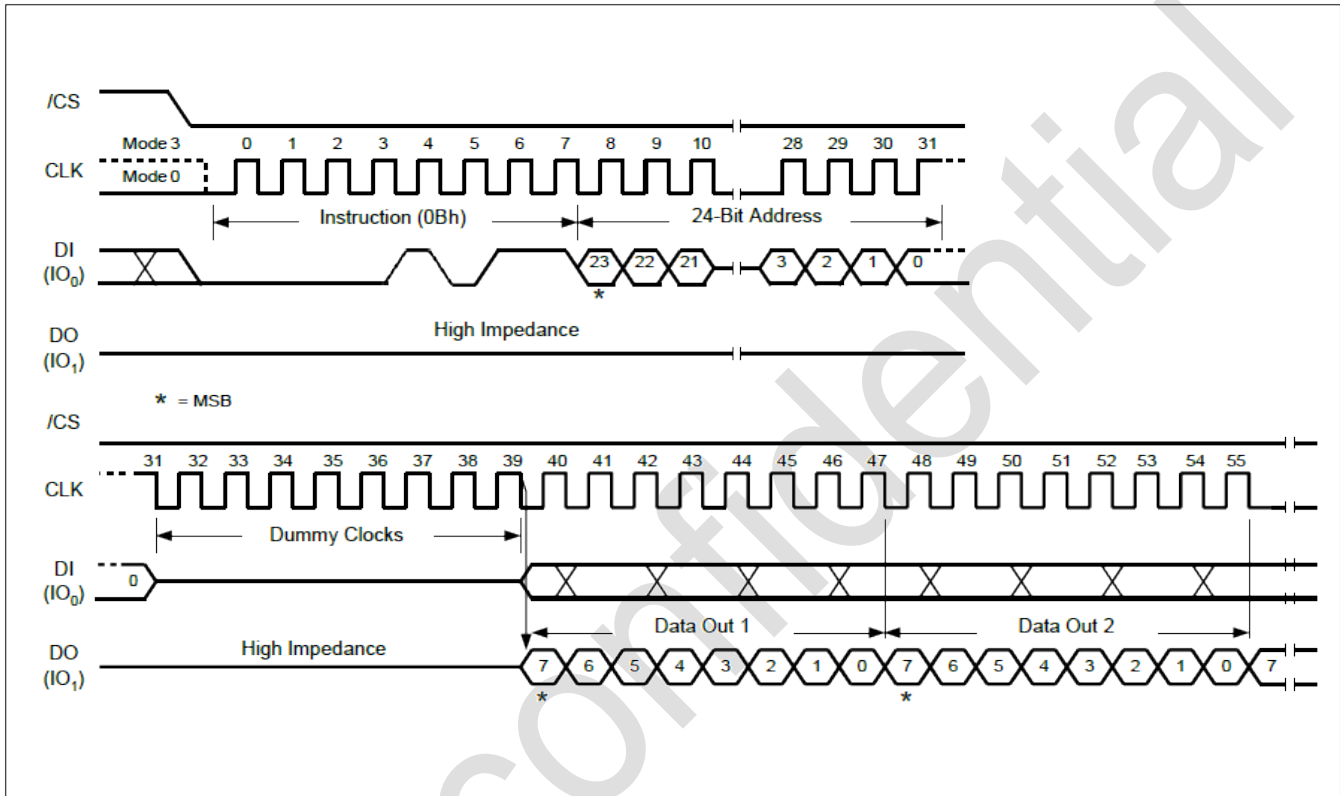 /CS
Mode 3 0 1 2 3 4 5 6 7 8 9 10 28 29 30 31
CLK
Mode 0
Instruction (0Bh) 24-Bit Address
DI
(IO0)
23 22 21 3 2 1 0
*
High Impedance
DO
(IO1)
* = MSB
/CS
31 32 33 34 35 36 37 38 39 40 41 42 43 44 45 46 47 48 49 50 51 52 53 54 55
CLK
Dummy Clocks
DI
(IO0)
0
Data Out 1 Data Out 2
High Impedance
DO
(IO1)
7 6 5 4 3 2 1 0 7 6 5 4 3 2 1 0 7
* *
confidential